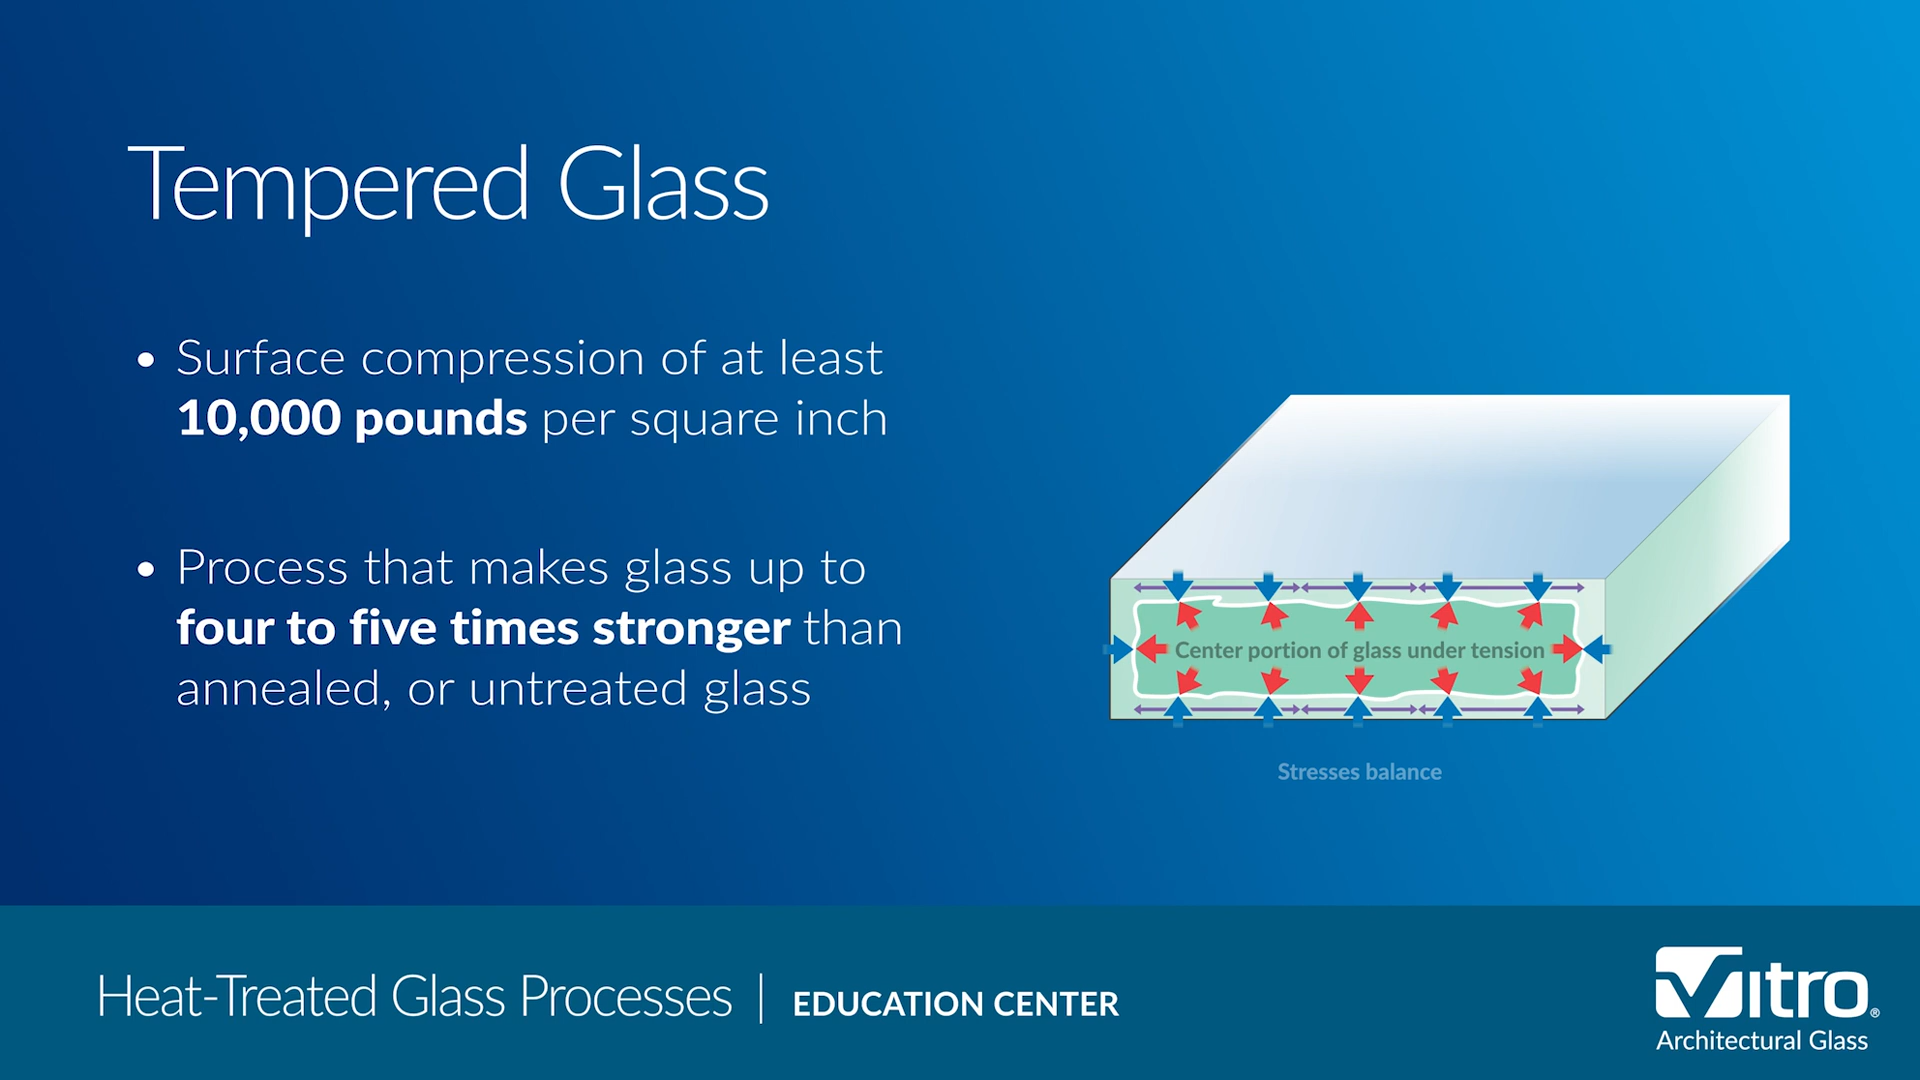 Tempered Glass
• Surface compression of at least
10,000 pounds per square inch
• Process that makes glass up to
four to five times stronger than
annealed, or untreated glass
Center portion of glass under tension
Stresses balance
Heat-Treated Glass Processes | EDUCATION CENTER
Vitro®
Architectural Glass